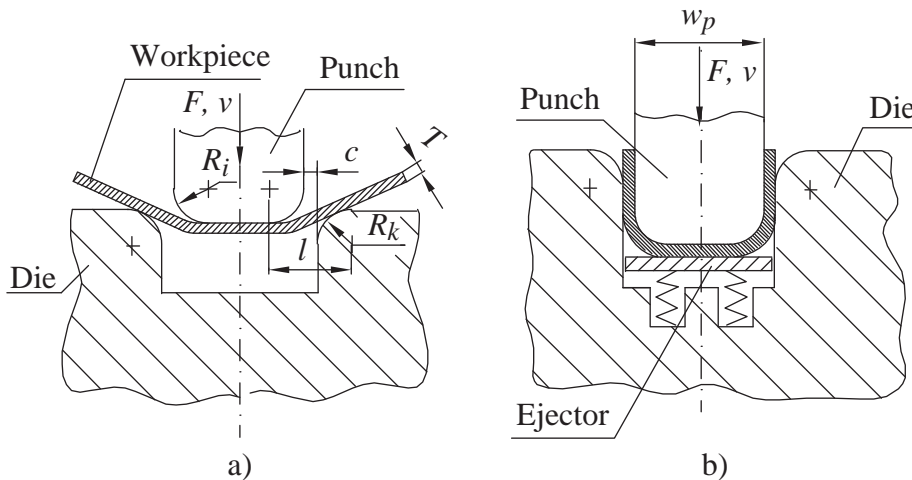 Workpiece
Punch
F, v
R_i
c
T
R_k
l
Die
a)
w_p
F, v
Punch
Die
Ejector
b)